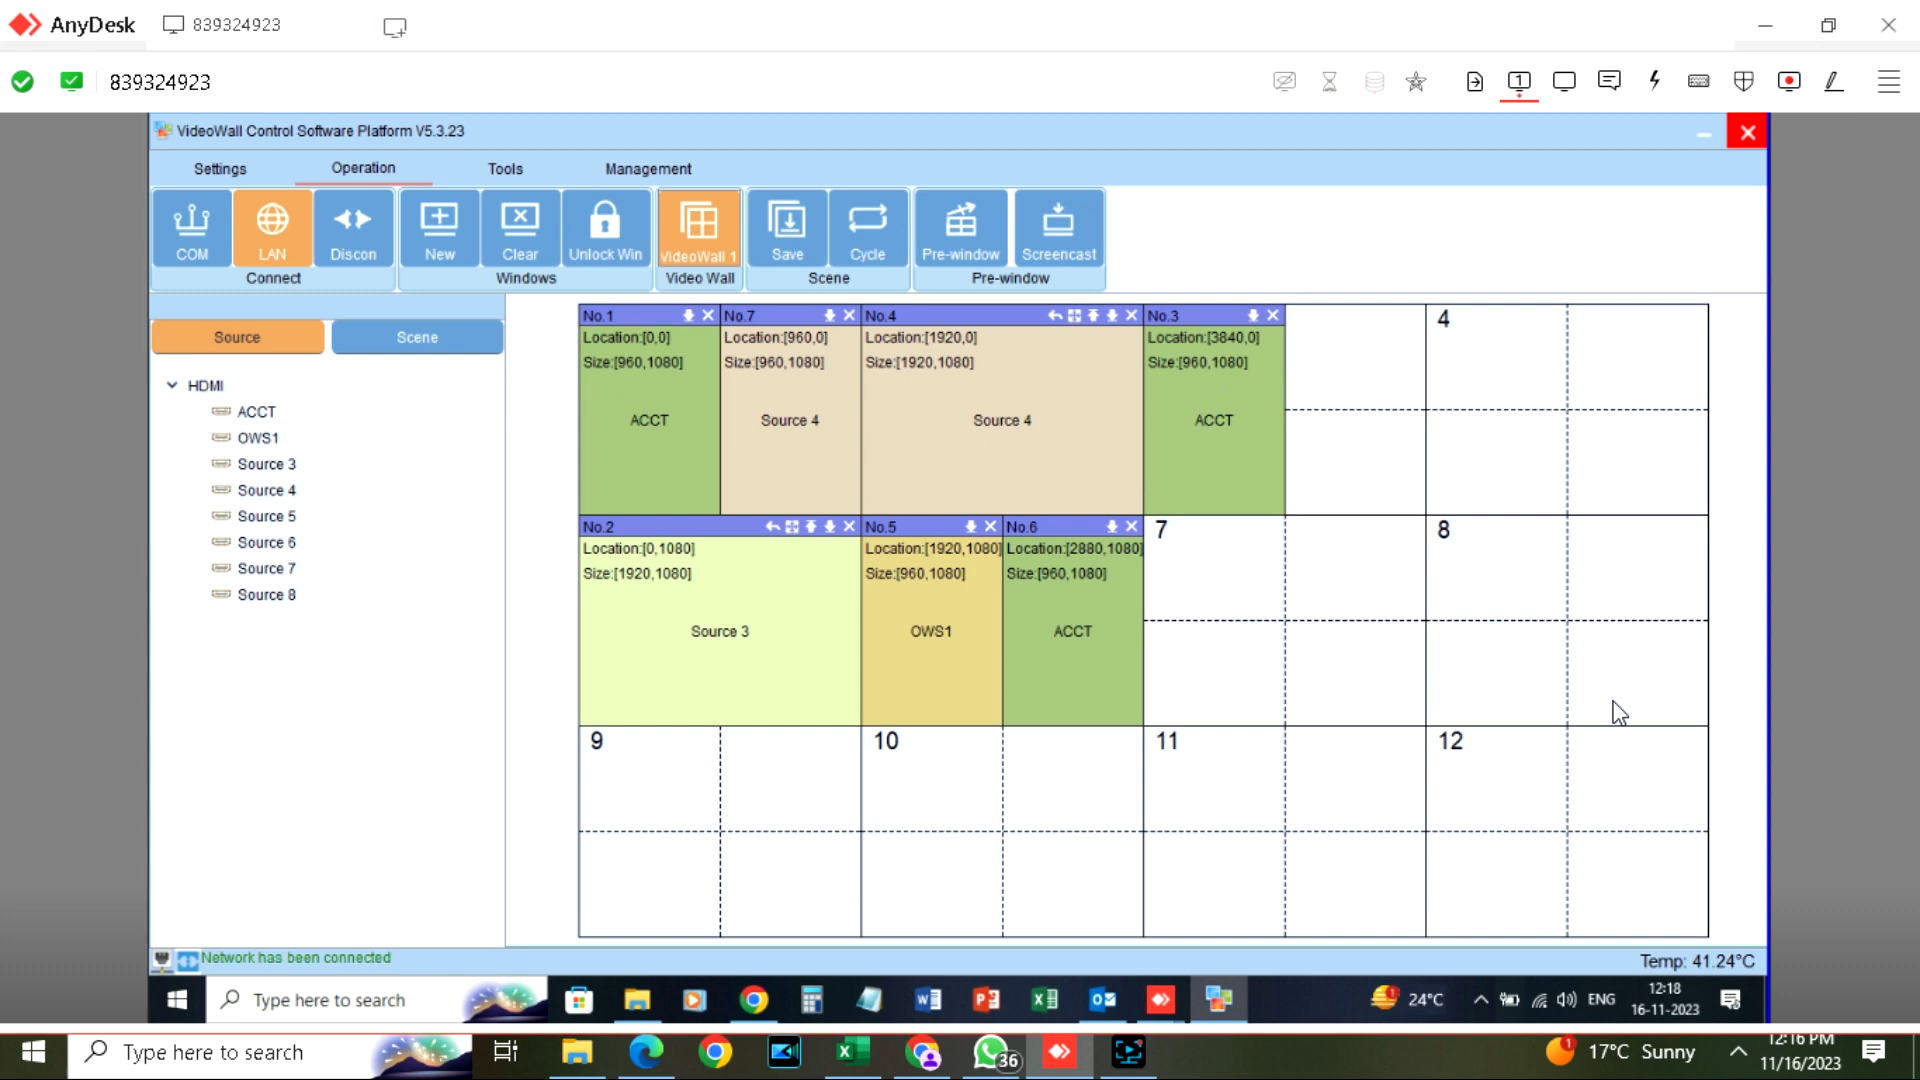 AnyDesk 839324923
839324923
VideoWall Control Software Platform V5.3.23
Settings Operation Tools Management
COM LAN Discon New Clear Unlock Win VideoWall 1 Save Cycle Pre-window Screencast
Connect Windows Video Wall Scene Pre-window
Source Scene
HDMI
ACCT
OWS1
Source 3
Source 4
Source 5
Source 6
Source 7
Source 8
No.1 No.7 No.4 No.3 4
Location:[0,0] Location:[960,0] Location:[1920,0] Location:[3840,0]
Size:[960,1080] Size:[960,1080] Size:[1920,1080] Size:[960,1080]
ACCT Source 4 Source 4 ACCT
No.2 No.5 No.6 7 8
Location:[0,1080] Location:[1920,1080] Location:[2880,1080]
Size:[1920,1080] Size:[960,1080] Size:[960,1080]
Source 3 OWS1 ACCT
9 10 11 12
Network has been connected Temp: 41.24°C
Type here to search 24°C ENG 12:18
16-11-2023
Type here to search 36 17°C Sunny 12:16 PM
11/16/2023